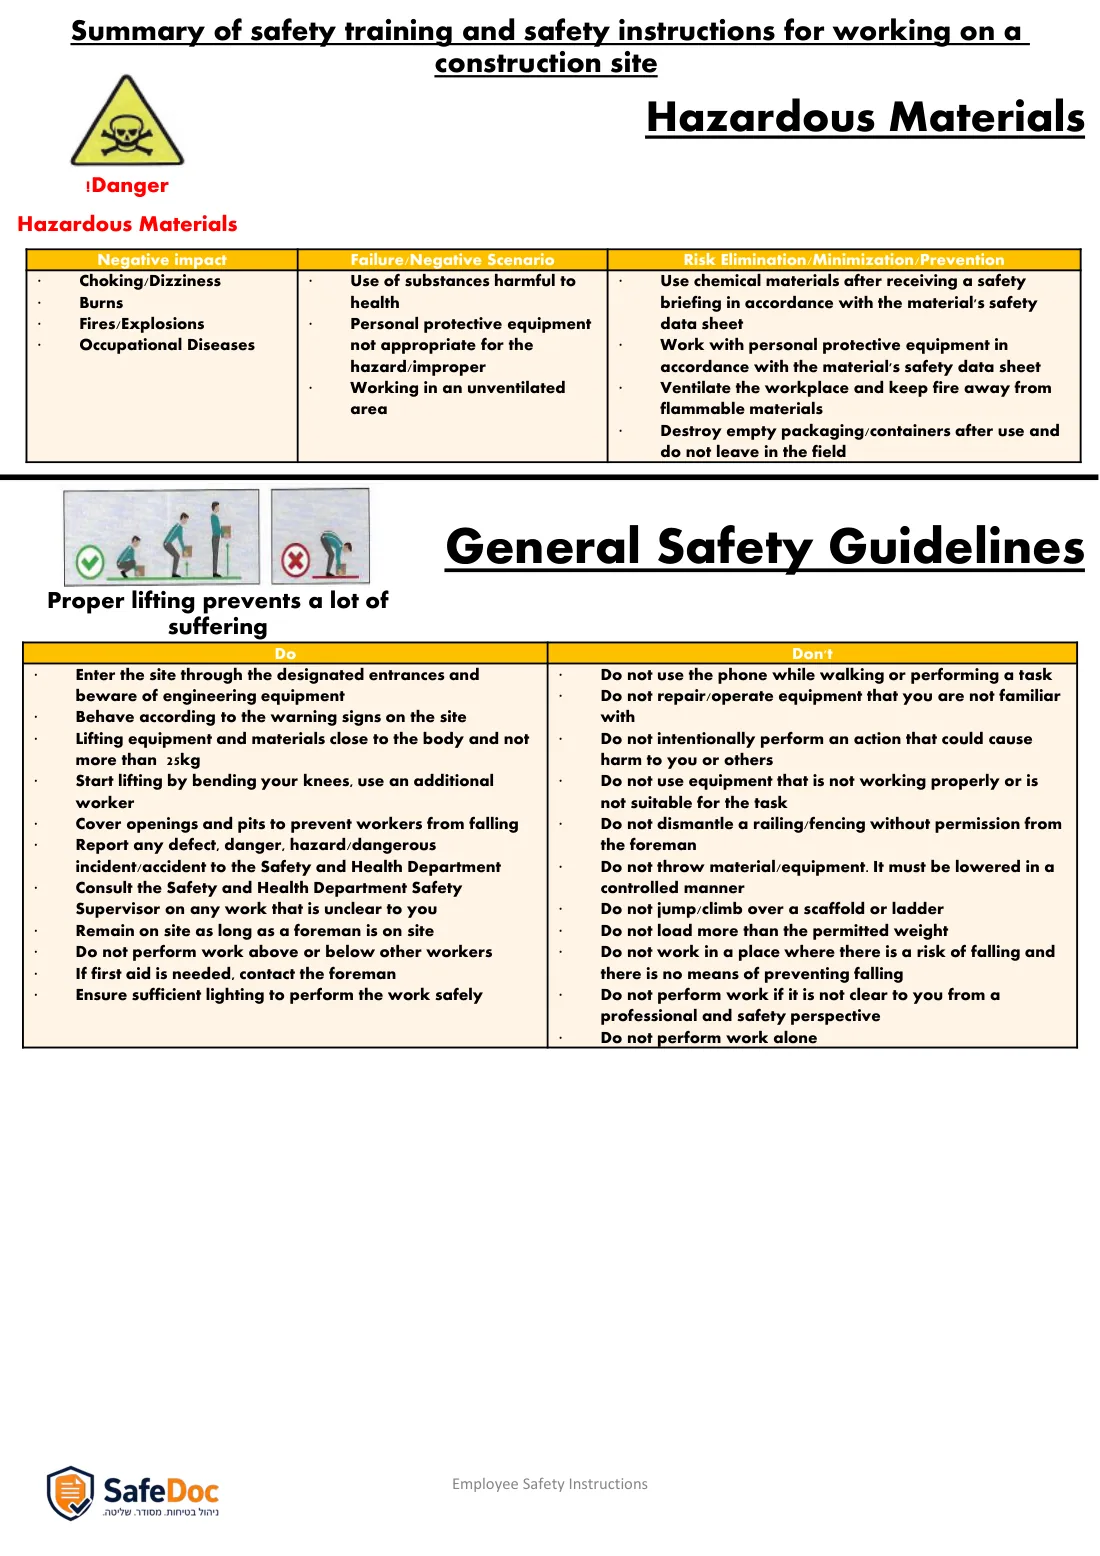 Summary of safety training and safety instructions for working on a
construction site
Hazardous Materials
!Danger
Hazardous Materials
Negative impact
· Choking/Dizziness
· Burns
· Fires/Explosions
· Occupational Diseases
Failure/Negative Scenario
· Use of substances harmful to
health
· Personal protective equipment
not appropriate for the
hazard/improper
· Working in an unventilated
area
Risk Elimination/Minimization/Prevention
· Use chemical materials after receiving a safety
briefing in accordance with the material's safety
data sheet
· Work with personal protective equipment in
accordance with the material's safety data sheet
· Ventilate the workplace and keep fire away from
flammable materials
· Destroy empty packaging/containers after use and
do not leave in the field
General Safety Guidelines
Proper lifting prevents a lot of
suffering
Do
· Enter the site through the designated entrances and
beware of engineering equipment
· Behave according to the warning signs on the site
· Lifting equipment and materials close to the body and not
more than 25kg
· Start lifting by bending your knees, use an additional
worker
· Cover openings and pits to prevent workers from falling
· Report any defect, danger, hazard/dangerous
incident/accident to the Safety and Health Department
· Consult the Safety and Health Department Safety
Supervisor on any work that is unclear to you
· Remain on site as long as a foreman is on site
· Do not perform work above or below other workers
· If first aid is needed, contact the foreman
· Ensure sufficient lighting to perform the work safely
Don't
· Do not use the phone while walking or performing a task
· Do not repair/operate equipment that you are not familiar
with
· Do not intentionally perform an action that could cause
harm to you or others
· Do not use equipment that is not working properly or is
not suitable for the task
· Do not dismantle a railing/fencing without permission from
the foreman
· Do not throw material/equipment. It must be lowered in a
controlled manner
· Do not jump/climb over a scaffold or ladder
· Do not load more than the permitted weight
· Do not work in a place where there is a risk of falling and
there is no means of preventing falling
· Do not perform work if it is not clear to you from a
professional and safety perspective
· Do not perform work alone
SafeDoc
ניהול בטיחות. מסודר. שליטה.
Employee Safety Instructions